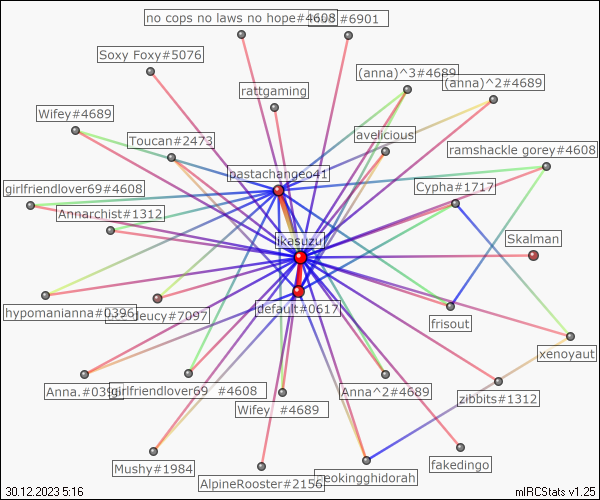 no cops no laws no hope#4608
#6901
Soxy Foxy#5076
(anna)^3#4689
(anna)^2#4689
rattgaming
Wifey#4689
Toucan#2473
avelicious
ramshackle gorey#4608
pastachangeo41
girlfriendlover69#4608
Cypha#1717
Annarchist#1312
ikasuzu
Skalman
default#0617
hypomanianna#0396
deucy#7097
frisout
xenoyaut
Anna.#039
girlfriendlover69 #4608
Anna^2#4689
zibbits#1312
Wifey #4689
Mushy#1984
AlpineRooster#2156
eokingghidorah
fakedingo
30.12.2023 5:16
mIRCStats v1.25